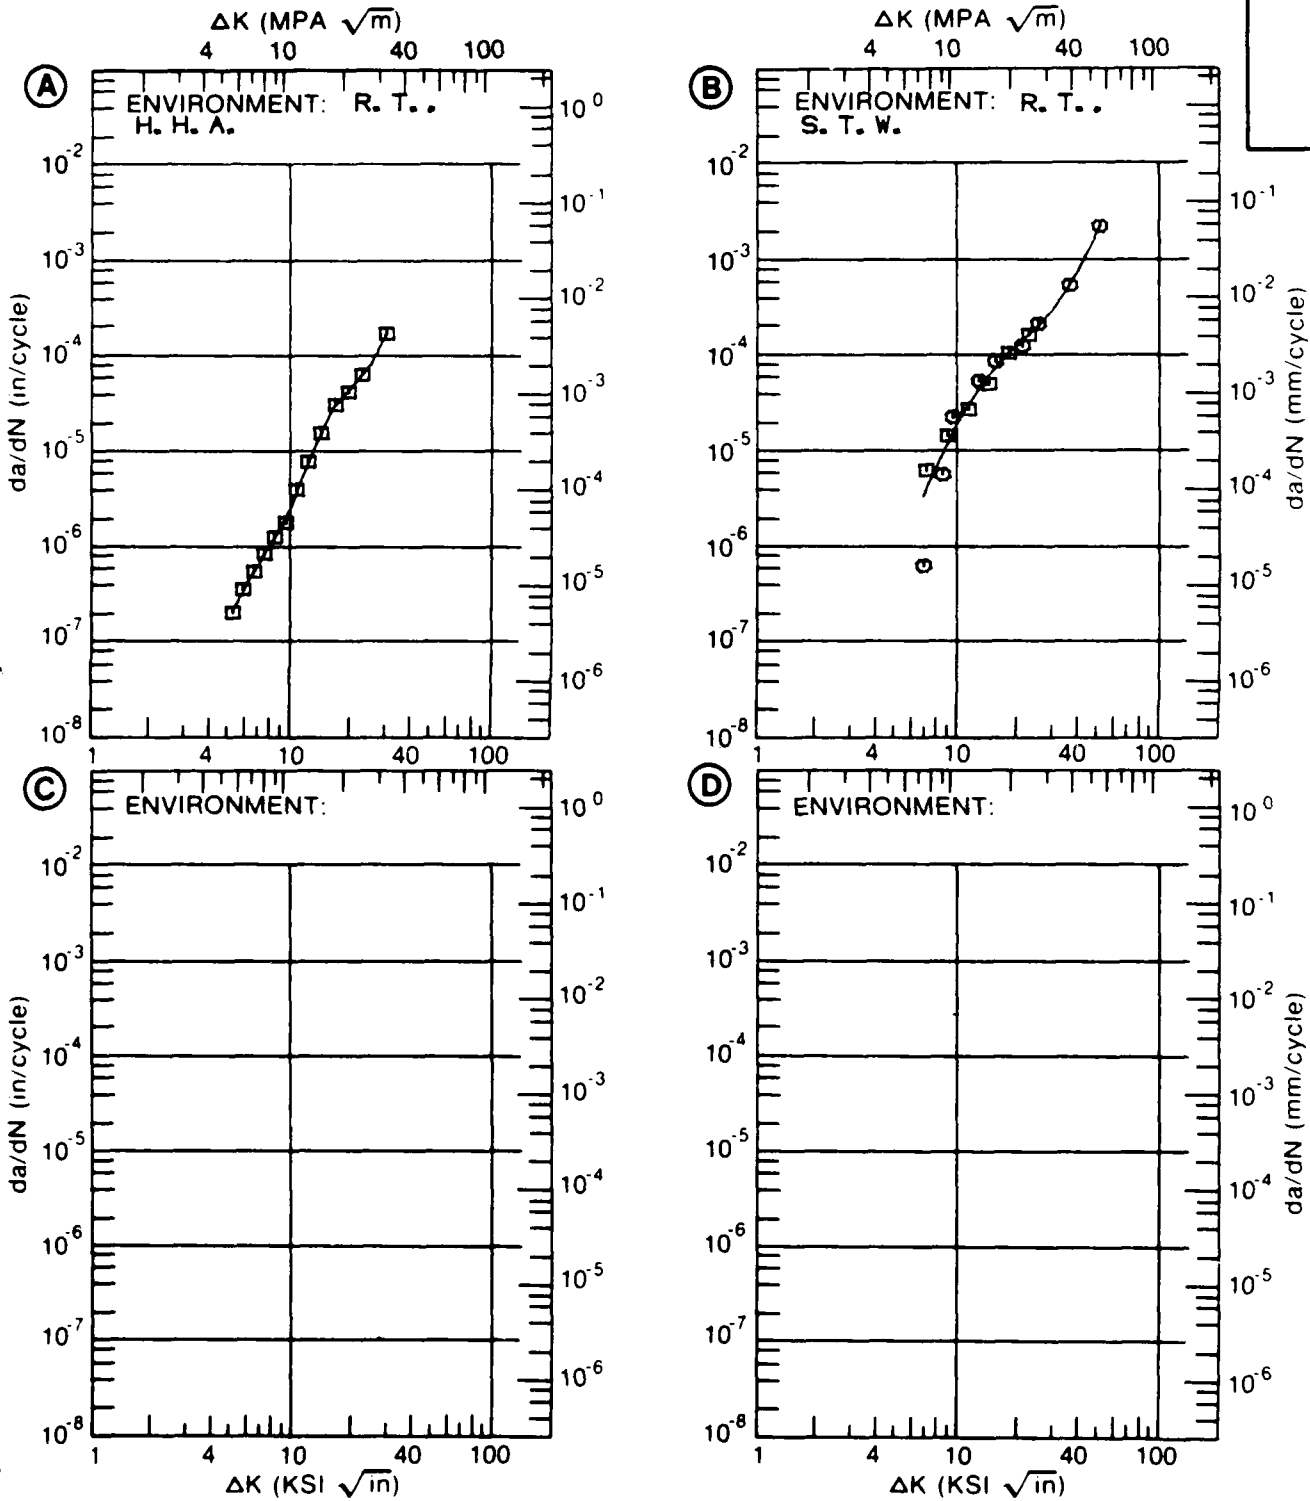 ΔK (MPA √m)
4 10 40 100
ΔK (MPA √m)
4 10 40 100
A
ENVIRONMENT: R. T. ,
H. H. A.
10^0
10^-2
10^-1
10^-3
10^-2
10^-4
10^-3
10^-5
10^-4
10^-6
10^-5
10^-7
10^-6
10^-8
da/dN (in/cycle)
1 4 10 40 100
B
ENVIRONMENT: R. T. ,
S. T. W.
10^-2
10^-1
10^-3
10^-2
10^-4
10^-3
10^-5
10^-4
10^-6
10^-5
10^-7
10^-6
10^-8
da/dN (mm/cycle)
1 4 10 40 100
C
ENVIRONMENT:
10^0
10^-2
10^-1
10^-3
10^-2
10^-4
10^-3
10^-5
10^-4
10^-6
10^-5
10^-7
10^-6
10^-8
da/dN (in/cycle)
1 4 10 40 100
ΔK (KSI √in)
D
ENVIRONMENT:
10^0
10^-2
10^-1
10^-3
10^-2
10^-4
10^-3
10^-5
10^-4
10^-6
10^-5
10^-7
10^-6
10^-8
da/dN (mm/cycle)
1 4 10 40 100
ΔK (KSI √in)